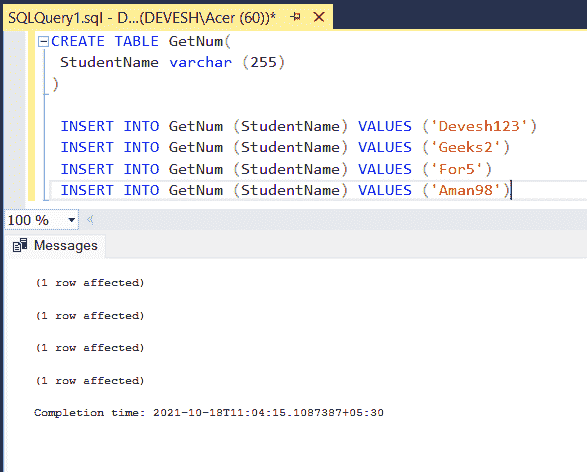 SQLQuery1.sql - D...(DEVESH\Acer (60))*
CREATE TABLE GetNum(
StudentName varchar (255)
)
INSERT INTO GetNum (StudentName) VALUES ('Devesh123')
INSERT INTO GetNum (StudentName) VALUES ('Geeks2')
INSERT INTO GetNum (StudentName) VALUES ('For5')
INSERT INTO GetNum (StudentName) VALUES ('Aman98')
100 %
Messages
(1 row affected)
(1 row affected)
(1 row affected)
(1 row affected)
Completion time: 2021-10-18T11:04:15.1087387+05:30